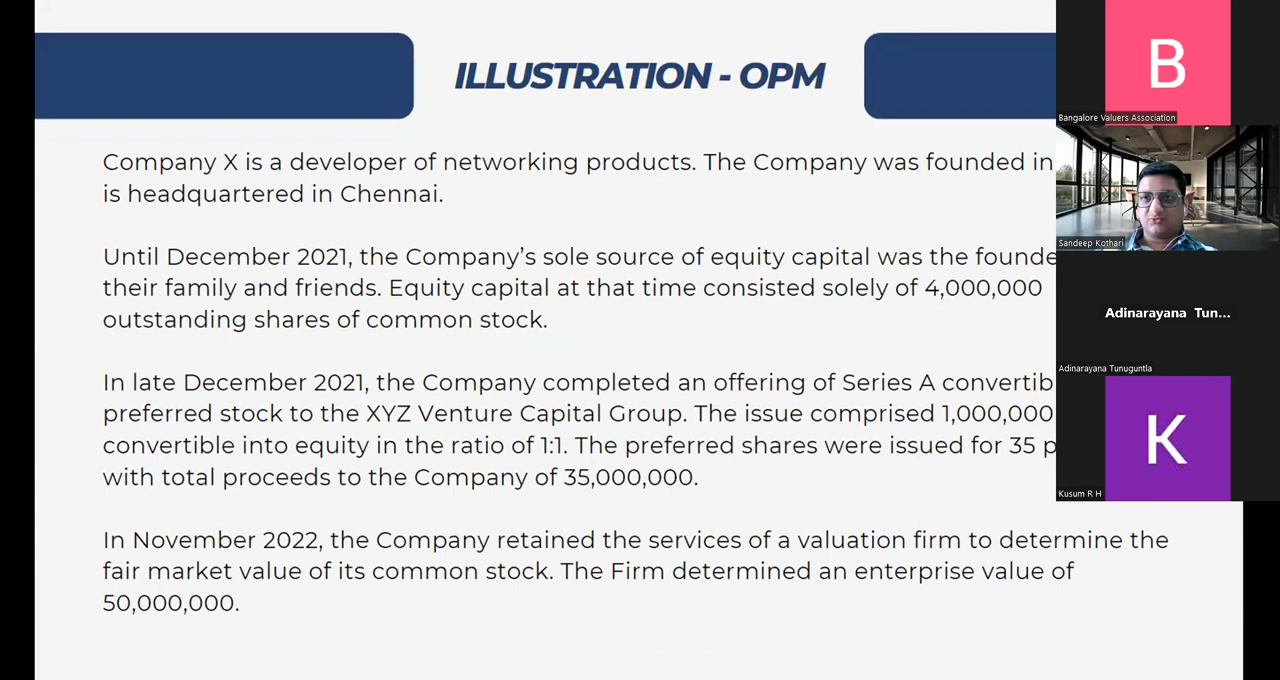 ILLUSTRATION - OPM
Company X is a developer of networking products. The Company was founded in
is headquartered in Chennai.
Until December 2021, the Company’s sole source of equity capital was the
their family and friends. Equity capital at that time consisted solely of 4,000,000
outstanding shares of common stock.
In late December 2021, the Company completed an offering of Series A
preferred stock to the XYZ Venture Capital Group. The issue comprised 1,000,000
convertible into equity in the ratio of 1:1. The preferred shares were issued for 35
with total proceeds to the Company of 35,000,000.
In November 2022, the Company retained the services of a valuation firm to determine the
fair market value of its common stock. The Firm determined an enterprise value of
50,000,000.
B
Bangalore Valuers Association
Sandeep Kothari
Adinarayana Tun...
Adinarayana Tunuguntla
K
Kusum R H